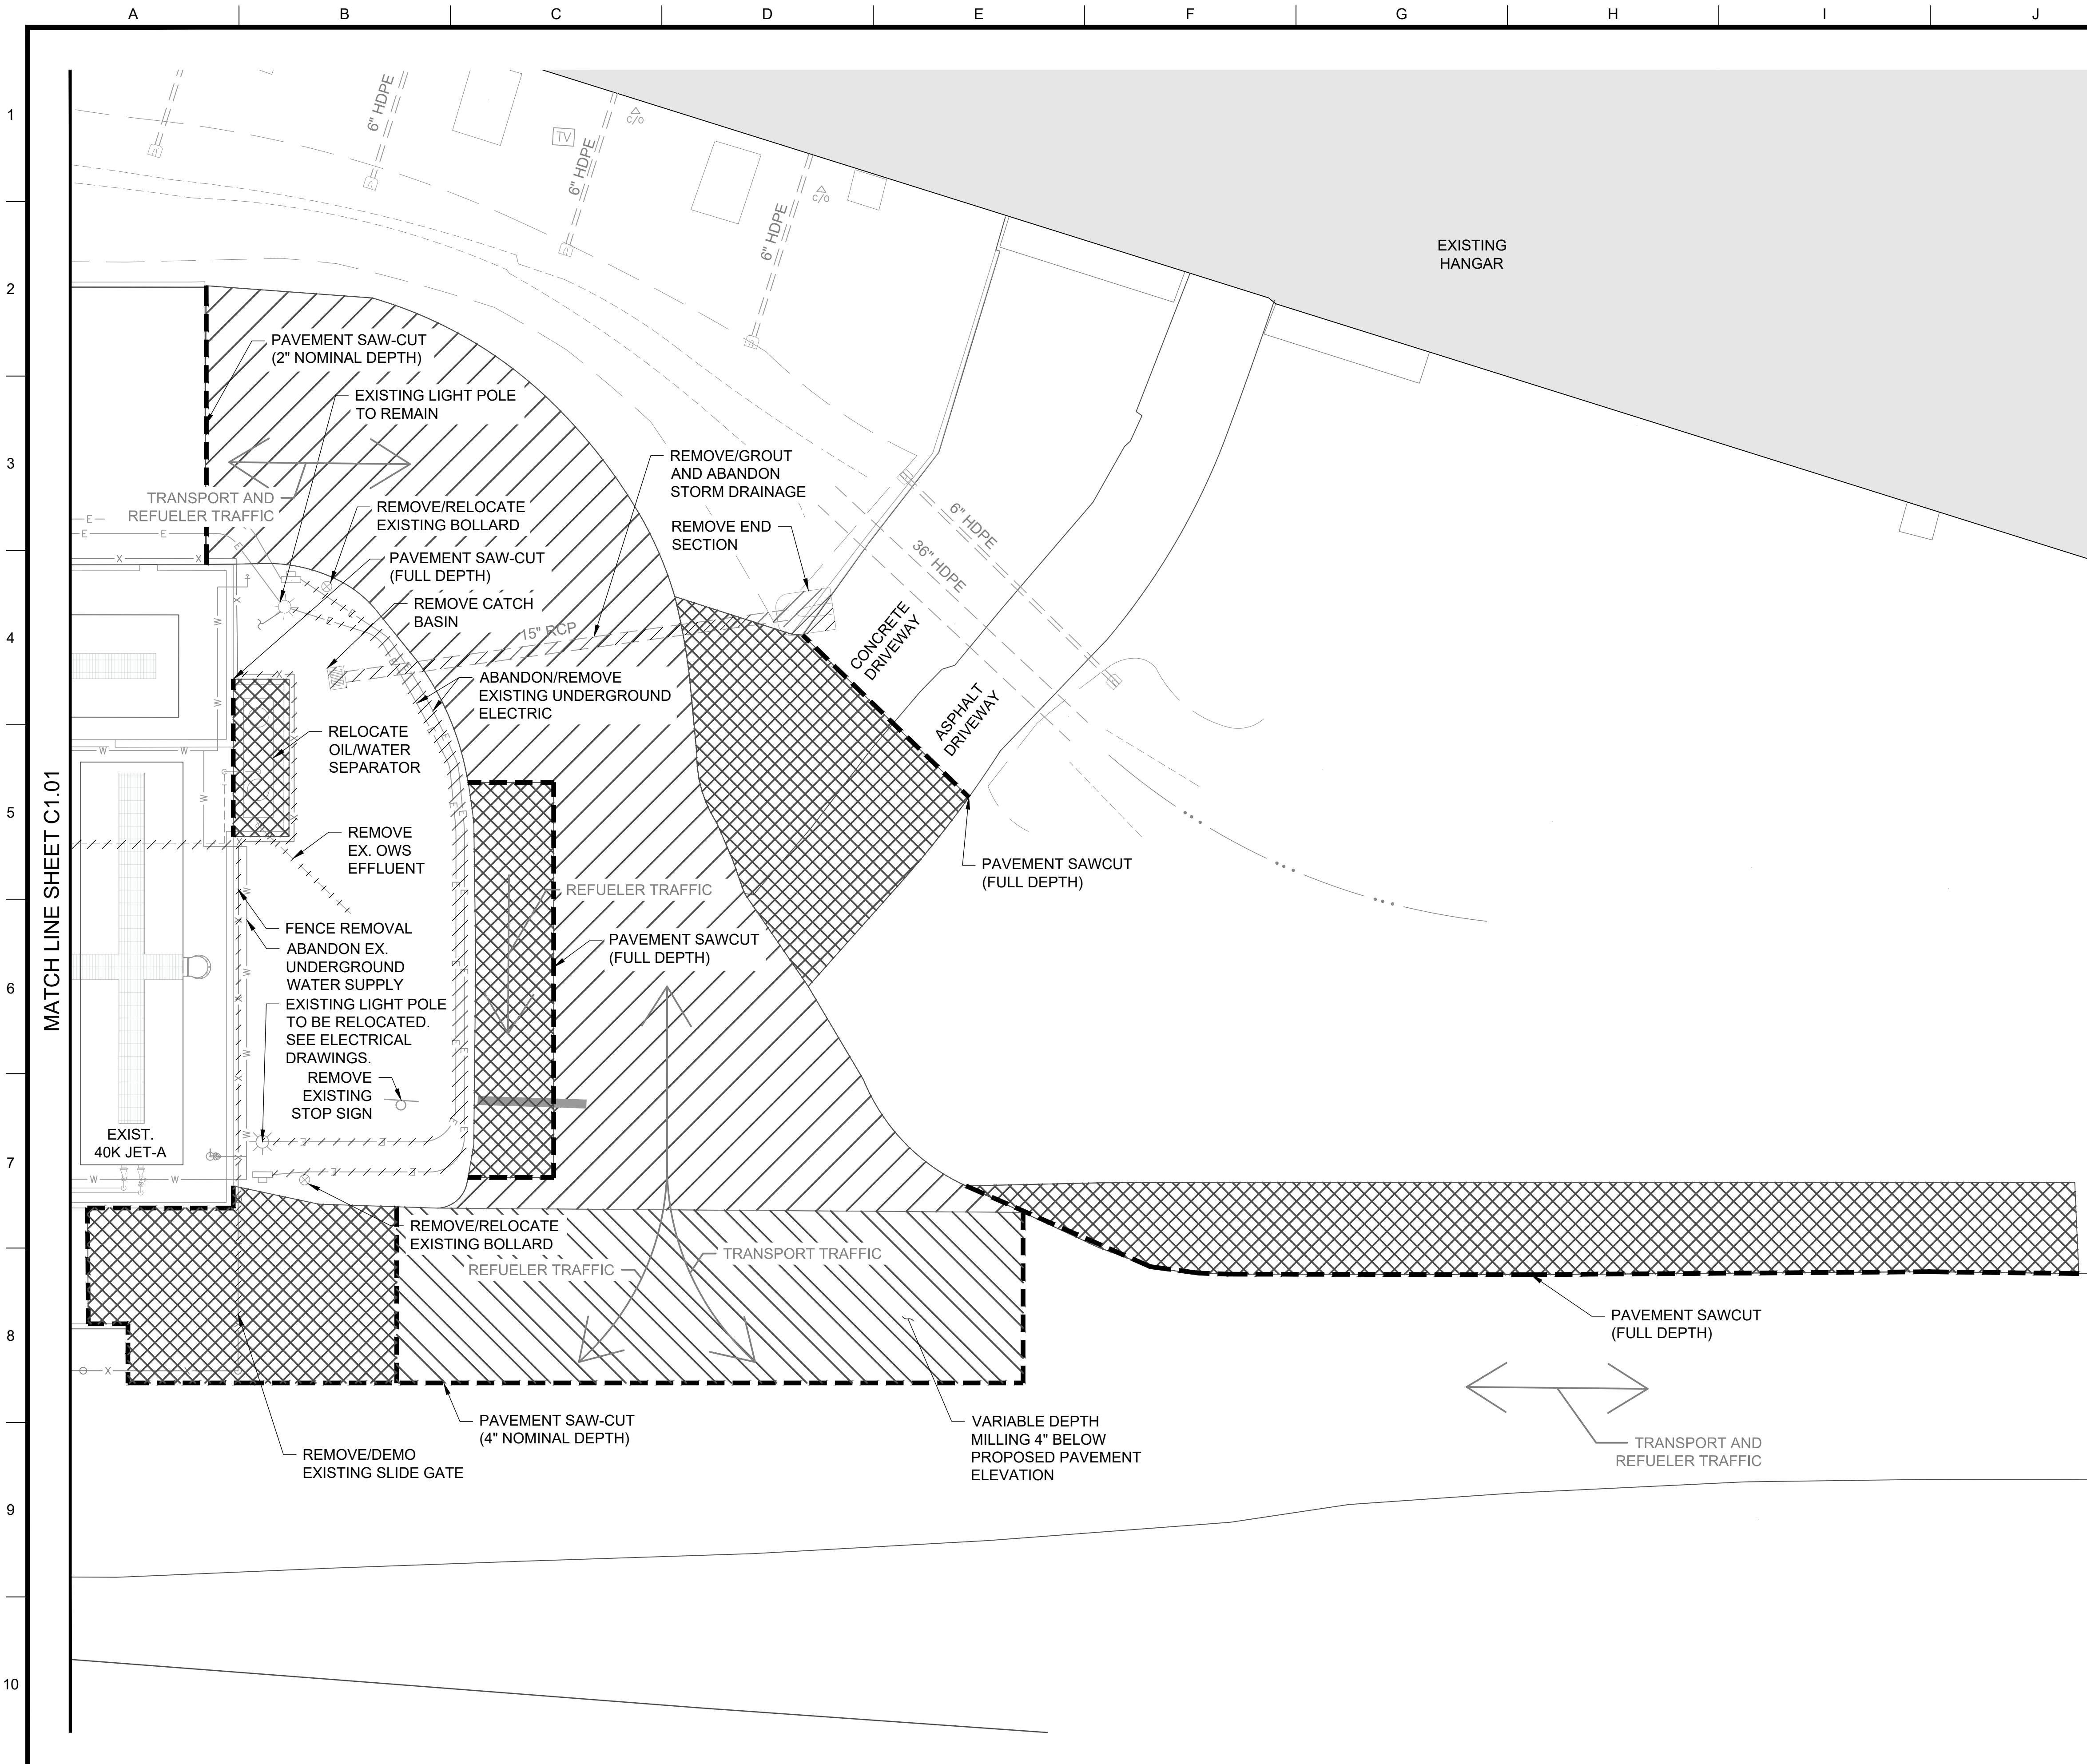 A B C D E F G H I J
1
2
3
4
5
6
7
8
9
10
MATCH LINE SHEET C1.01
6" HDPE
6" HDPE
6" HDPE
TV
c/o
c/o
EXISTING
HANGAR
PAVEMENT SAW-CUT
(2" NOMINAL DEPTH)
EXISTING LIGHT POLE
TO REMAIN
TRANSPORT AND
REFUELER TRAFFIC
REMOVE/RELOCATE
EXISTING BOLLARD
PAVEMENT SAW-CUT
(FULL DEPTH)
REMOVE CATCH
BASIN
15" RCP
REMOVE/GROUT
AND ABANDON
STORM DRAINAGE
REMOVE END
SECTION
6" HDPE
36" HDPE
CONCRETE
DRIVEWAY
ASPHALT
DRIVEWAY
ABANDON/REMOVE
EXISTING UNDERGROUND
ELECTRIC
RELOCATE
OIL/WATER
SEPARATOR
REMOVE
EX. OWS
EFFLUENT
PAVEMENT SAWCUT
(FULL DEPTH)
REFUELER TRAFFIC
FENCE REMOVAL
ABANDON EX.
UNDERGROUND
WATER SUPPLY
PAVEMENT SAWCUT
(FULL DEPTH)
EXISTING LIGHT POLE
TO BE RELOCATED.
SEE ELECTRICAL
DRAWINGS.
REMOVE
EXISTING
STOP SIGN
EXIST.
40K JET-A
REMOVE/RELOCATE
EXISTING BOLLARD
REFUELER TRAFFIC
TRANSPORT TRAFFIC
PAVEMENT SAWCUT
(FULL DEPTH)
PAVEMENT SAW-CUT
(4" NOMINAL DEPTH)
REMOVE/DEMO
EXISTING SLIDE GATE
VARIABLE DEPTH
MILLING 4" BELOW
PROPOSED PAVEMENT
ELEVATION
TRANSPORT AND
REFUELER TRAFFIC